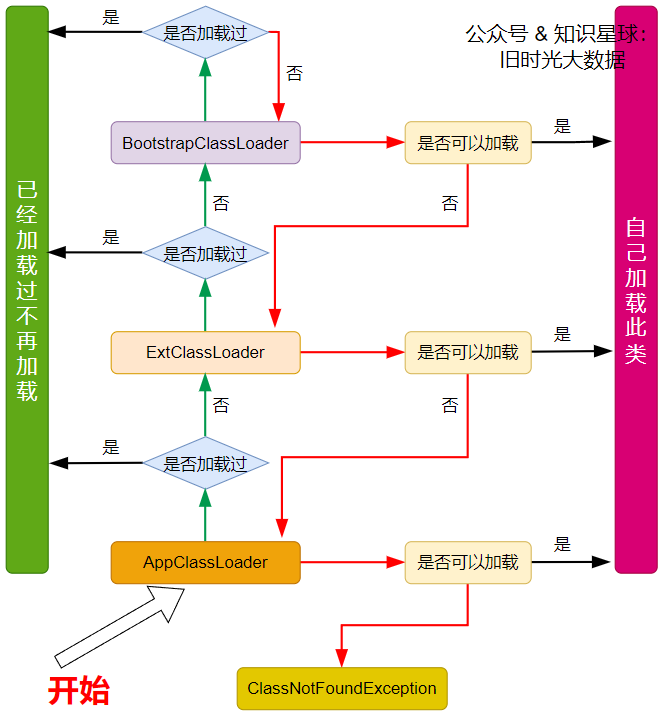 是
是否加载过
公众号 & 知识星球：
旧时光大数据
否
BootstrapClassLoader
是否可以加载
是
已经加载过不再加载
否
否
是
是否加载过
自己加载此类
ExtClassLoader
是否可以加载
是
否
否
是
是否加载过
AppClassLoader
是否可以加载
是
开始
ClassNotFoundException